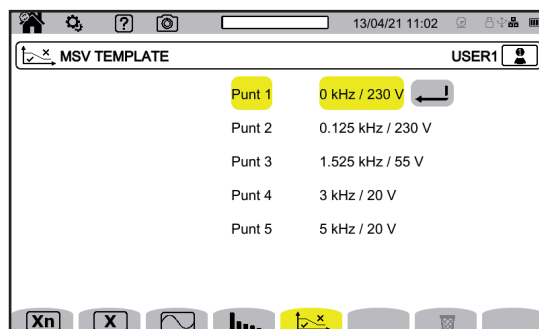 ? 13/04/21 11:02
MSV TEMPLATE USER1
Punt 1 0 kHz / 230 V
Punt 2 0.125 kHz / 230 V
Punt 3 1.525 kHz / 55 V
Punt 4 3 kHz / 20 V
Punt 5 5 kHz / 20 V
Xn X